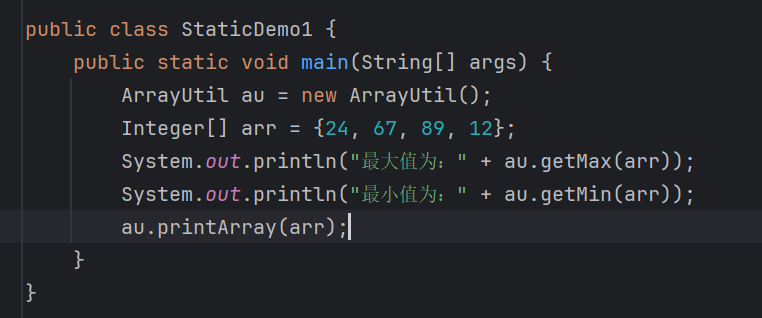 public class StaticDemo1 {
    public static void main(String[] args) {
        ArrayUtil au = new ArrayUtil();
        Integer[] arr = {24, 67, 89, 12};
        System.out.println("最大值为：" + au.getMax(arr));
        System.out.println("最小值为：" + au.getMin(arr));
        au.printArray(arr);
    }
}